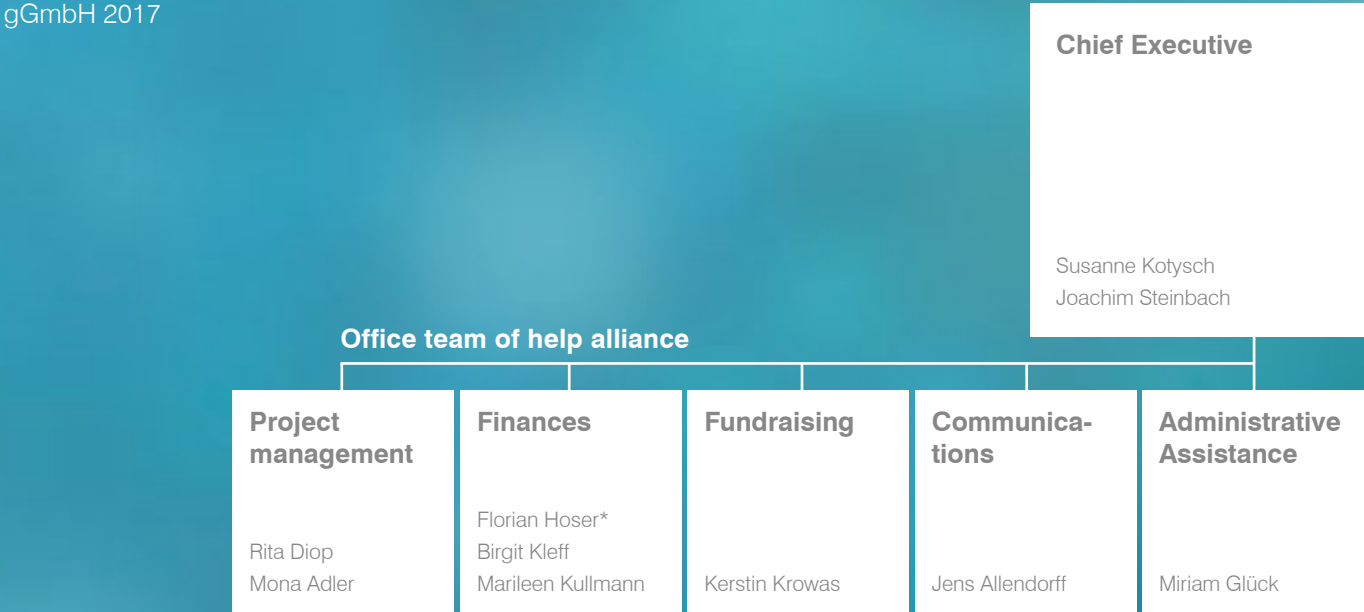 gGmbH 2017
Chief Executive
Susanne Kotysch
Joachim Steinbach
Office team of help alliance
Project
management
Rita Diop
Mona Adler
Finances
Florian Hoser*
Birgit Kleff
Marileen Kullmann
Fundraising
Kerstin Krowas
Communica-
tions
Jens Allendorff
Administrative
Assistance
Miriam Glück